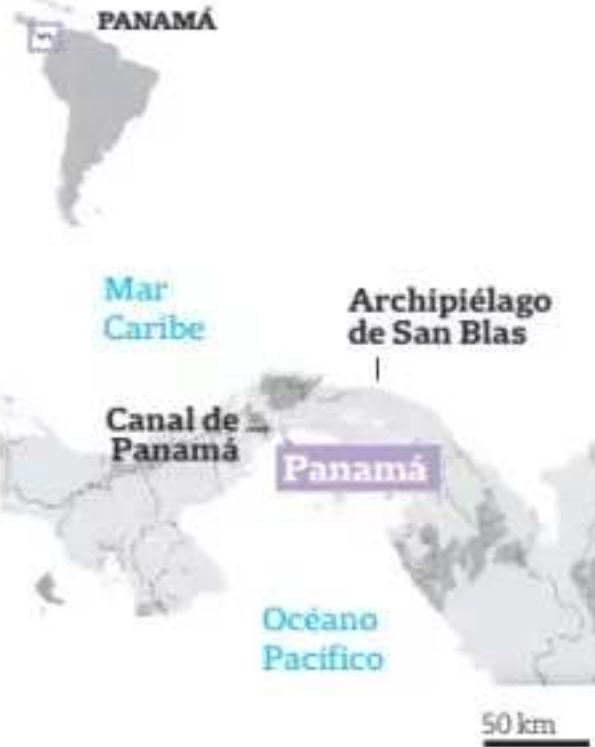 PANAMÁ
Mar
Caribe
Archipiélago
de San Blas
Canal de
Panamá
Panamá
Océano
Pacífico
50 km